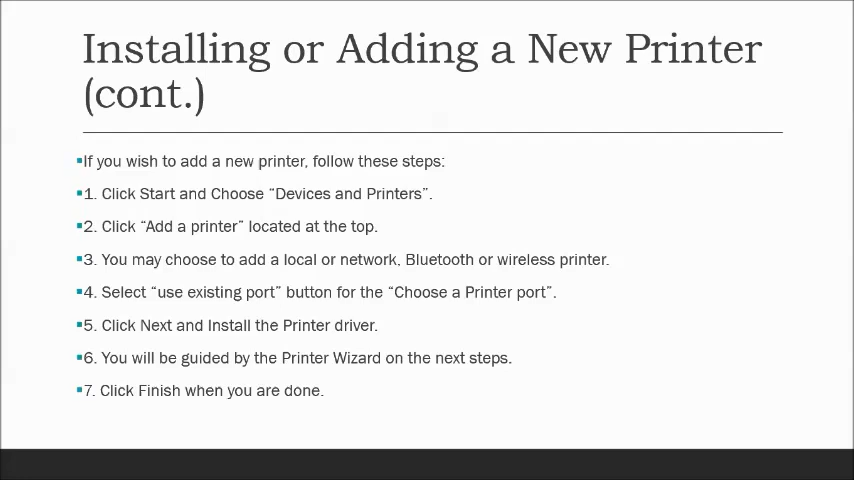 Installing or Adding a New Printer
(cont.)
▪If you wish to add a new printer, follow these steps:
▪1. Click Start and Choose “Devices and Printers”.
▪2. Click “Add a printer” located at the top.
▪3. You may choose to add a local or network, Bluetooth or wireless printer.
▪4. Select “use existing port” button for the “Choose a Printer port”.
▪5. Click Next and Install the Printer driver.
▪6. You will be guided by the Printer Wizard on the next steps.
▪7. Click Finish when you are done.